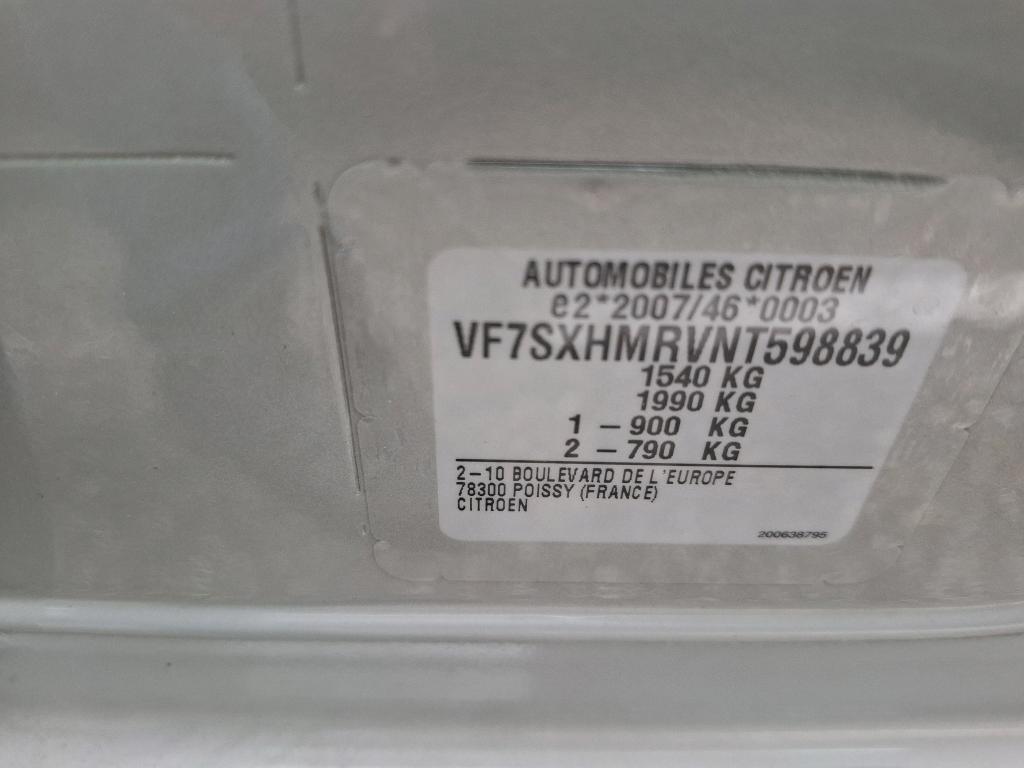 AUTOMOBILES CITROEN
e2*2007/46*0003
VF7SXHMRVNT598839
1540 KG
1990 KG
1 – 900 KG
2 – 790 KG
2–10 BOULEVARD DE L'EUROPE
78300 POISSY (FRANCE)
CITROEN
200638795